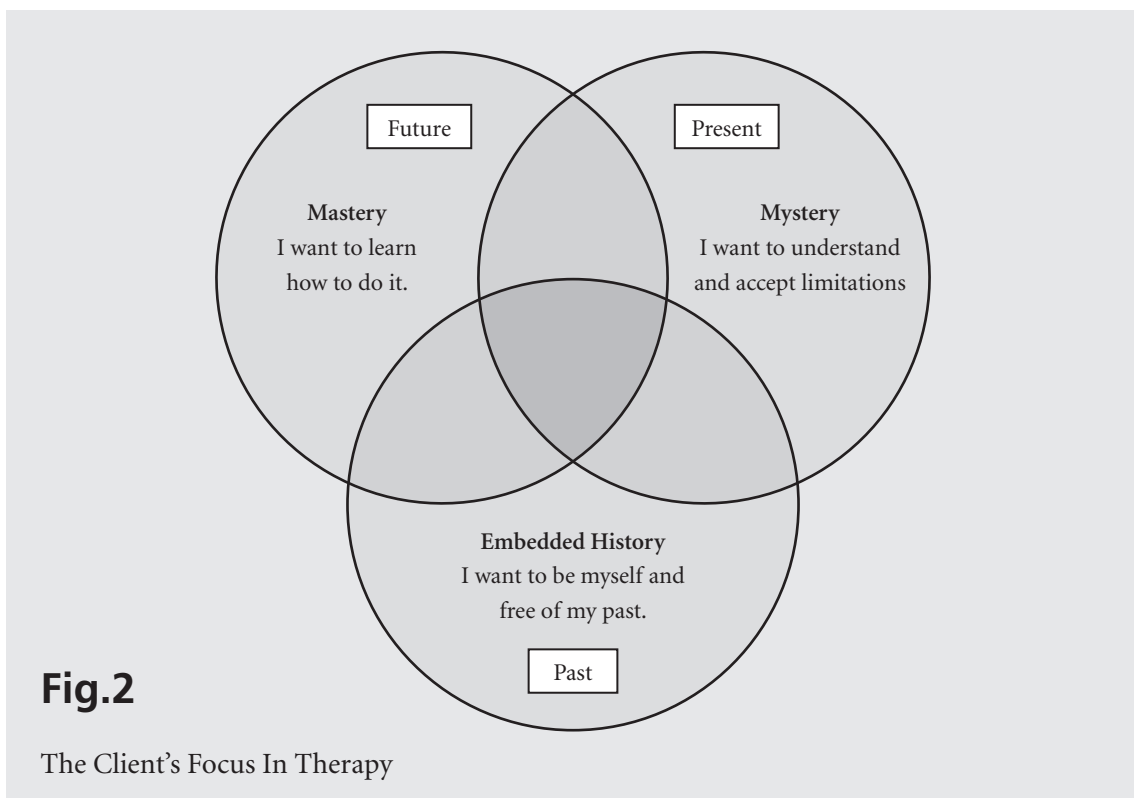 Future
Present
Mastery
I want to learn
how to do it.
Mystery
I want to understand
and accept limitations
Embedded History
I want to be myself and
free of my past.
Past
Fig.2
The Client’s Focus In Therapy